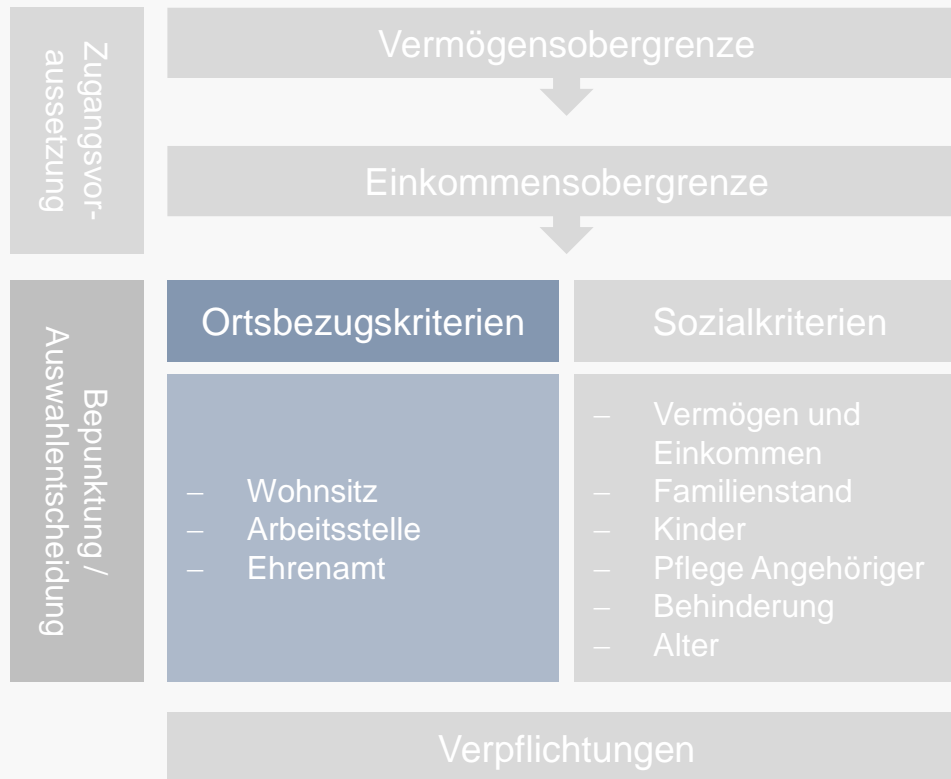 Zugangsvor-
aussetzung
Vermögensobergrenze
Einkommensobergrenze
Bepunktung /
Auswahlentscheidung
Ortsbezugskriterien
– Wohnsitz
– Arbeitsstelle
– Ehrenamt
Sozialkriterien
– Vermögen und
Einkommen
– Familienstand
– Kinder
– Pflege Angehöriger
– Behinderung
– Alter
Verpflichtungen